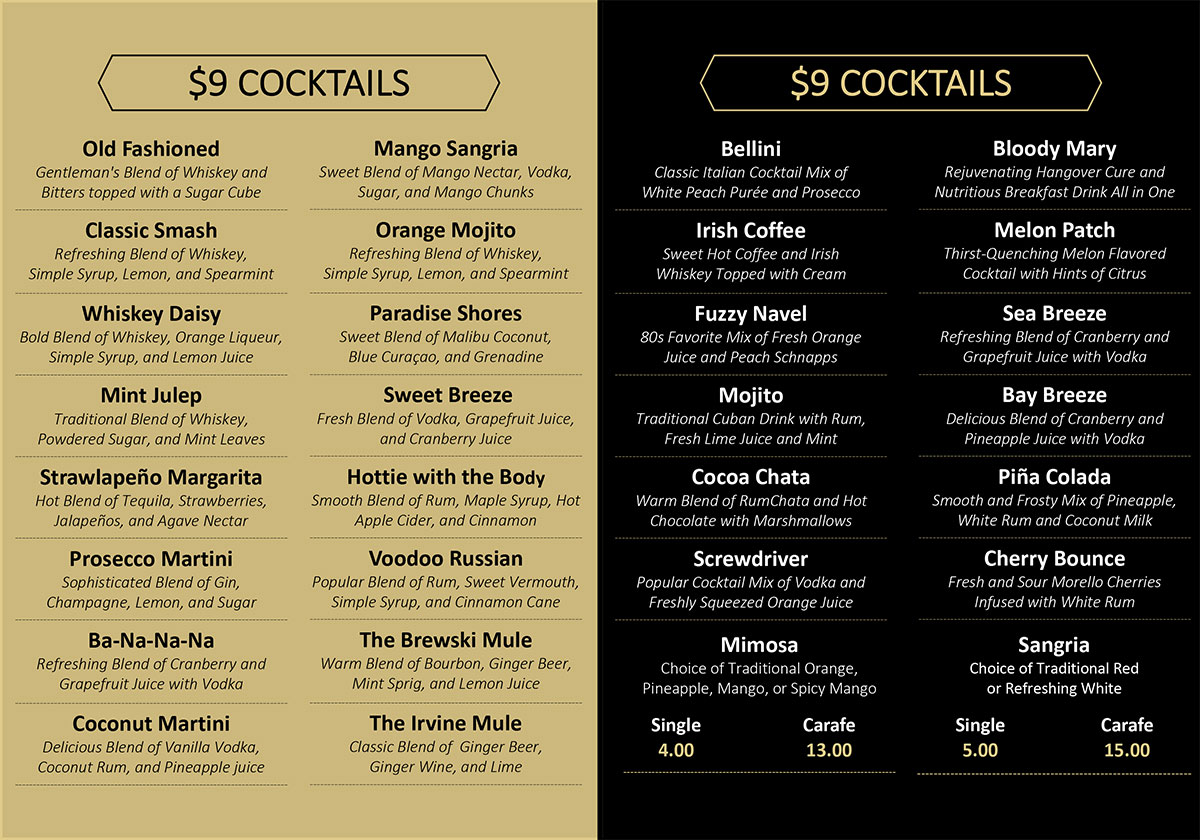 $9 COCKTAILS
Old Fashioned
Gentleman's Blend of Whiskey and
Bitters topped with a Sugar Cube
Classic Smash
Refreshing Blend of Whiskey,
Simple Syrup, Lemon, and Spearmint
Whiskey Daisy
Bold Blend of Whiskey, Orange Liqueur,
Simple Syrup, and Lemon Juice
Mint Julep
Traditional Blend of Whiskey,
Powdered Sugar, and Mint Leaves
Strawlapeño Margarita
Hot Blend of Tequila, Strawberries,
Jalapeños, and Agave Nectar
Prosecco Martini
Sophisticated Blend of Gin,
Champagne, Lemon, and Sugar
Ba-Na-Na-Na
Refreshing Blend of Cranberry and
Grapefruit Juice with Vodka
Coconut Martini
Delicious Blend of Vanilla Vodka,
Coconut Rum, and Pineapple juice
Mango Sangria
Sweet Blend of Mango Nectar, Vodka,
Sugar, and Mango Chunks
Orange Mojito
Refreshing Blend of Whiskey,
Simple Syrup, Lemon, and Spearmint
Paradise Shores
Sweet Blend of Malibu Coconut,
Blue Curaçao, and Grenadine
Sweet Breeze
Fresh Blend of Vodka, Grapefruit Juice,
and Cranberry Juice
Hottie with the Body
Smooth Blend of Rum, Maple Syrup, Hot
Apple Cider, and Cinnamon
Voodoo Russian
Popular Blend of Rum, Sweet Vermouth,
Simple Syrup, and Cinnamon Cane
The Brewski Mule
Warm Blend of Bourbon, Ginger Beer,
Mint Sprig, and Lemon Juice
The Irvine Mule
Classic Blend of Ginger Beer,
Ginger Wine, and Lime
$9 COCKTAILS
Bellini
Classic Italian Cocktail Mix of
White Peach Purée and Prosecco
Irish Coffee
Sweet Hot Coffee and Irish
Whiskey Topped with Cream
Fuzzy Navel
80s Favorite Mix of Fresh Orange
Juice and Peach Schnapps
Mojito
Traditional Cuban Drink with Rum,
Fresh Lime Juice and Mint
Cocoa Chata
Warm Blend of RumChata and Hot
Chocolate with Marshmallows
Screwdriver
Popular Cocktail Mix of Vodka and
Freshly Squeezed Orange Juice
Mimosa
Choice of Traditional Orange,
Pineapple, Mango, or Spicy Mango
Single Carafe
4.00 13.00
Bloody Mary
Rejuvenating Hangover Cure and
Nutritious Breakfast Drink All in One
Melon Patch
Thirst-Quenching Melon Flavored
Cocktail with Hints of Citrus
Sea Breeze
Refreshing Blend of Cranberry and
Grapefruit Juice with Vodka
Bay Breeze
Delicious Blend of Cranberry and
Pineapple Juice with Vodka
Piña Colada
Smooth and Frosty Mix of Pineapple,
White Rum and Coconut Milk
Cherry Bounce
Fresh and Sour Morello Cherries
Infused with White Rum
Sangria
Choice of Traditional Red
or Refreshing White
Single Carafe
5.00 15.00